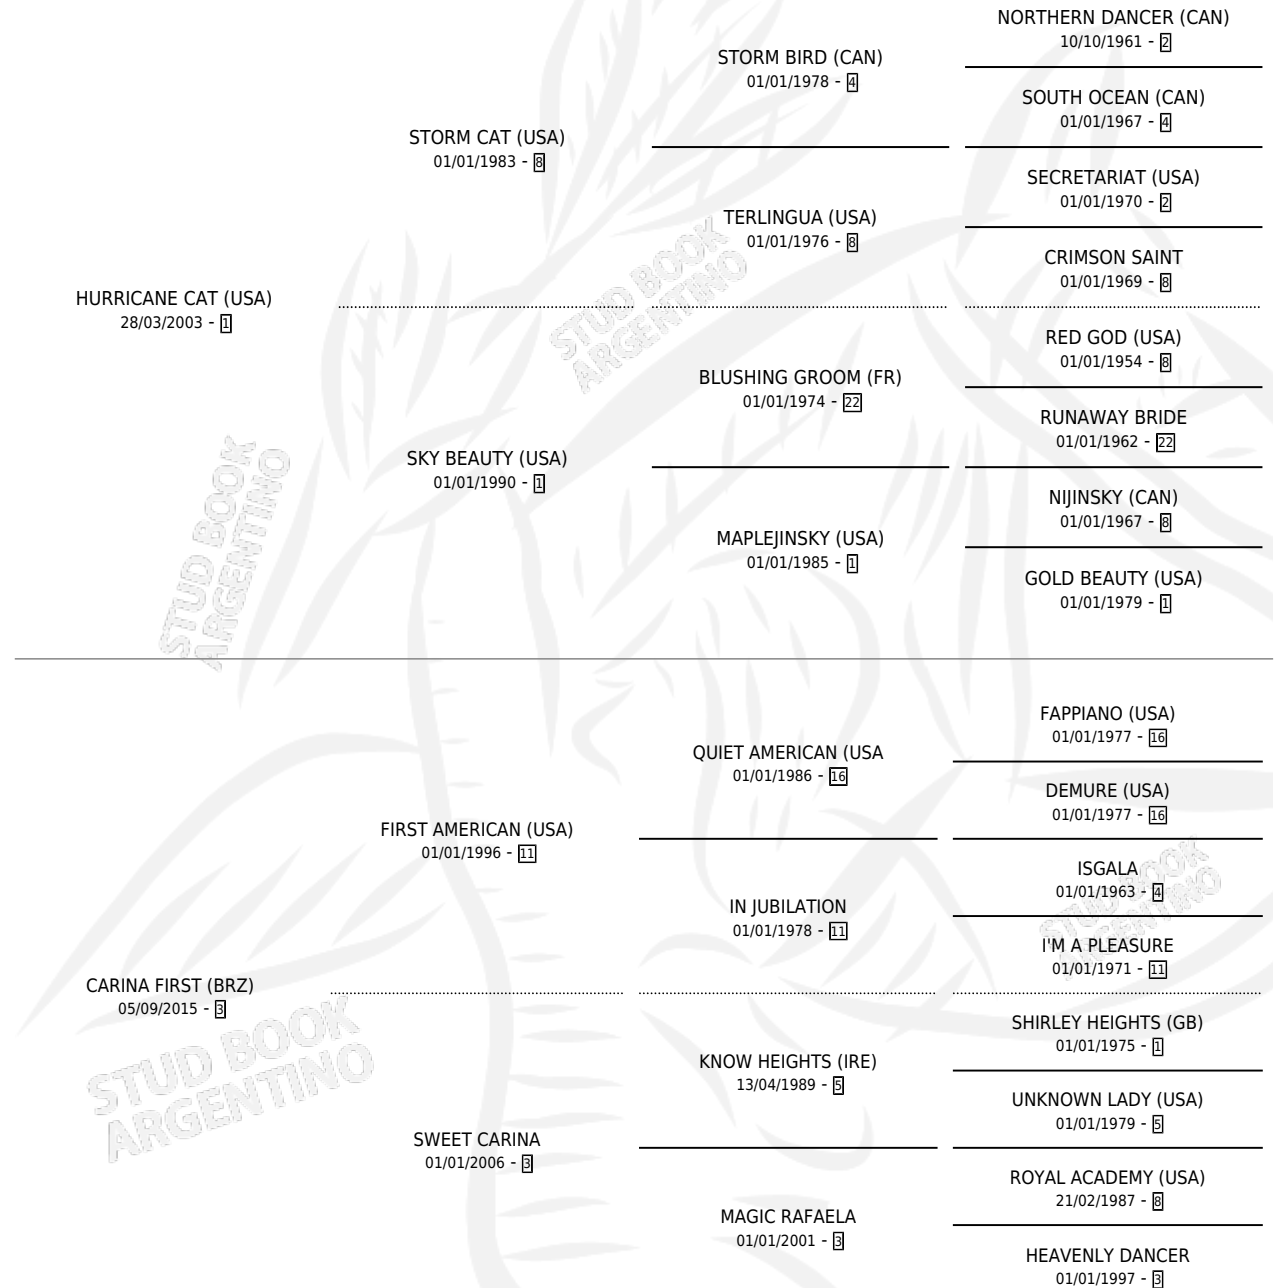 NORTHERN DANCER (CAN)
10/10/1961 - 2
STORM BIRD (CAN)
01/01/1978 - 4
SOUTH OCEAN (CAN)
01/01/1967 - 4
STORM CAT (USA)
01/01/1983 - 8
SECRETARIAT (USA)
01/01/1970 - 2
TERLINGUA (USA)
01/01/1976 - 8
CRIMSON SAINT
01/01/1969 - 8
HURRICANE CAT (USA)
28/03/2003 - 1
RED GOD (USA)
01/01/1954 - 8
BLUSHING GROOM (FR)
01/01/1974 - 22
RUNAWAY BRIDE
01/01/1962 - 22
SKY BEAUTY (USA)
01/01/1990 - 1
NIJINSKY (CAN)
01/01/1967 - 8
MAPLEJINSKY (USA)
01/01/1985 - 1
GOLD BEAUTY (USA)
01/01/1979 - 1
STUD BOOK
ARGENTINO
STUD BOOK
ARGENTINO
FAPPIANO (USA)
01/01/1977 - 16
QUIET AMERICAN (USA
01/01/1986 - 16
DEMURE (USA)
01/01/1977 - 16
FIRST AMERICAN (USA)
01/01/1996 - 11
ISGALA
01/01/1963 - 4
IN JUBILATION
01/01/1978 - 11
I'M A PLEASURE
01/01/1971 - 11
CARINA FIRST (BRZ)
05/09/2015 - 3
SHIRLEY HEIGHTS (GB)
01/01/1975 - 1
KNOW HEIGHTS (IRE)
13/04/1989 - 5
UNKNOWN LADY (USA)
01/01/1979 - 5
SWEET CARINA
01/01/2006 - 3
ROYAL ACADEMY (USA)
21/02/1987 - 8
MAGIC RAFAELA
01/01/2001 - 3
HEAVENLY DANCER
01/01/1997 - 3
STUD BOOK
ARGENTINO
STUD BOOK
ARGENTINO